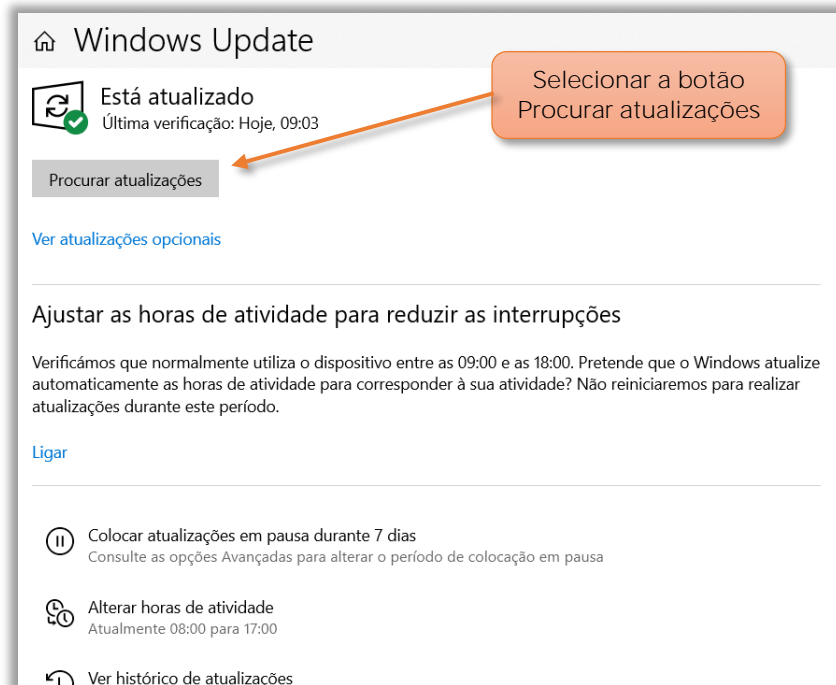 Windows Update
Selecionar a botão
Procurar atualizações
Está atualizado
Última verificação: Hoje, 09:03
Procurar atualizações
Ver atualizações opcionais
Ajustar as horas de atividade para reduzir as interrupções
Verificámos que normalmente utiliza o dispositivo entre as 09:00 e as 18:00. Pretende que o Windows atualize
automaticamente as horas de atividade para corresponder à sua atividade? Não reiniciaremos para realizar
atualizações durante este período.
Ligar
Colocar atualizações em pausa durante 7 dias
Consulte as opções Avançadas para alterar o período de colocação em pausa
Alterar horas de atividade
Atualmente 08:00 para 17:00
Ver histórico de atualizações